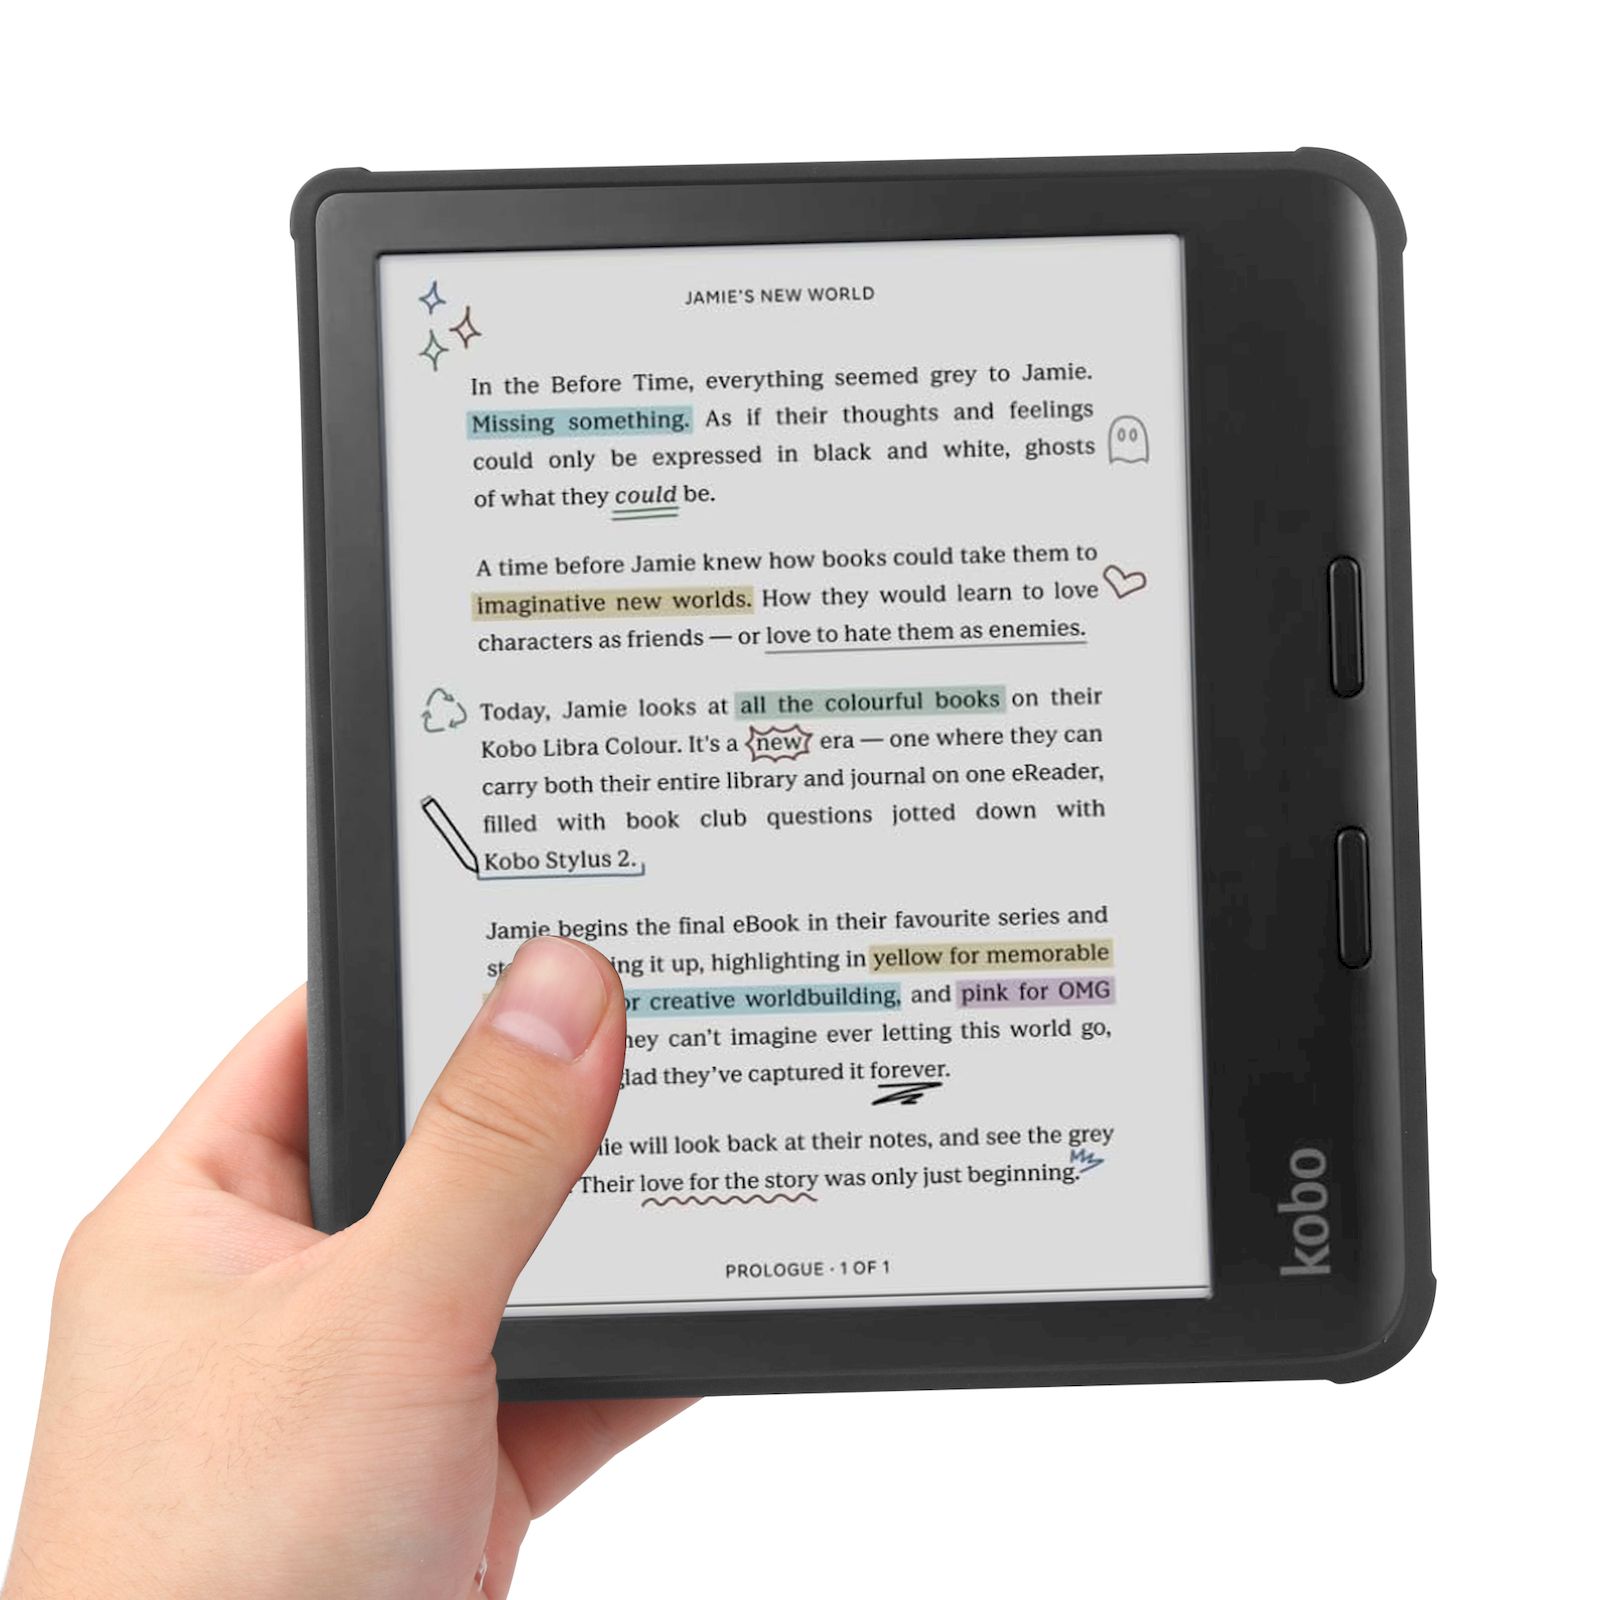 JAMIE'S NEW WORLD
In the Before Time, everything seemed grey to Jamie.
Missing something. As if their thoughts and feelings
could only be expressed in black and white, ghosts
of what they could be.
A time before Jamie knew how books could take them to
imaginative new worlds. How they would learn to love
characters as friends — or love to hate them as enemies.
Today, Jamie looks at all the colourful books on their
Kobo Libra Colour. It's a new era — one where they can
carry both their entire library and journal on one eReader,
filled with book club questions jotted down with
Kobo Stylus 2.
Jamie begins the final eBook in their favourite series and
it up, highlighting in yellow for memorable
creative worldbuilding, and pink for OMG
can't imagine ever letting this world go,
they've captured it forever.
will look back at their notes, and see the grey
Their love for the story was only just beginning.
PROLOGUE · 1 OF 1
kobo